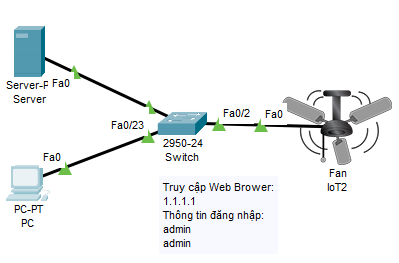 Server-P
Server
Fa0
Fa0/23
Fa0/2
Fa0
2950-24
Switch
Fan
IoT2
Fa0
PC-PT
PC
Truy cập Web Brower:
1.1.1.1
Thông tin đăng nhập:
admin
admin